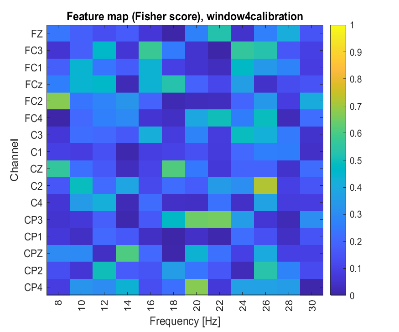 Feature map (Fisher score), window4calibration
FZ
FC3
FC1
FCz
FC2
FC4
C3
C1
CZ
C2
C4
CP3
CP1
CPZ
CP2
CP4
Channel
8 10 12 14 16 18 20 22 24 26 28 30
Frequency [Hz]
1
0.9
0.8
0.7
0.6
0.5
0.4
0.3
0.2
0.1
0